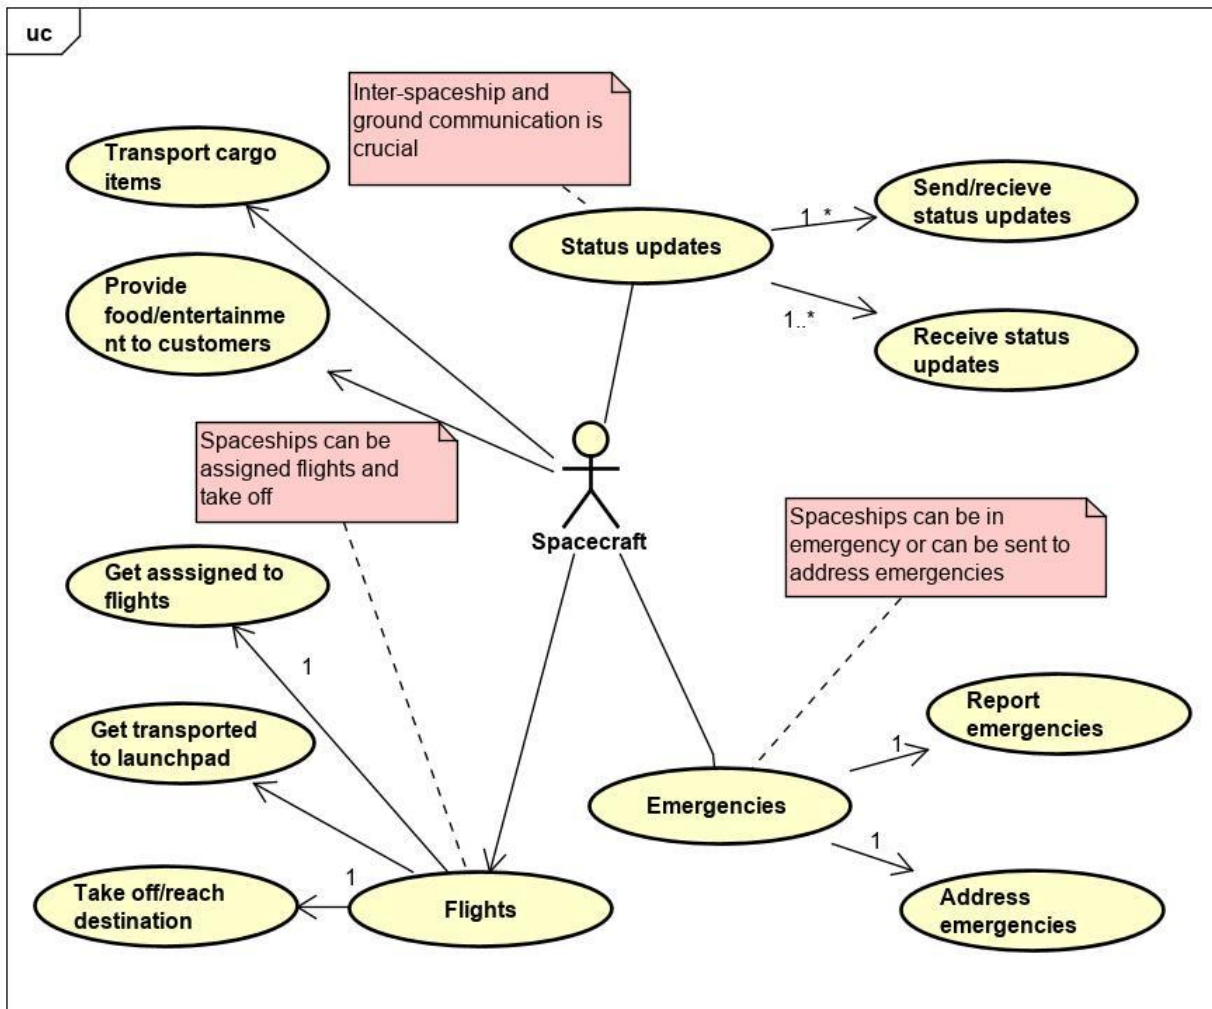 uc
Inter-spaceship and
ground communication is
crucial
Transport cargo
items
Send/recieve
status updates
1..*
Status updates
Provide
food/entertainme
nt to customers
1..*
Receive status
updates
Spaceships can be
assigned flights and
take off
Spacecraft
Spaceships can be in
emergency or can be sent to
address emergencies
Get asssigned to
flights
1
Get transported
to launchpad
Report
emergencies
1
Emergencies
1
Take off/reach
destination
1
Flights
Address
emergencies